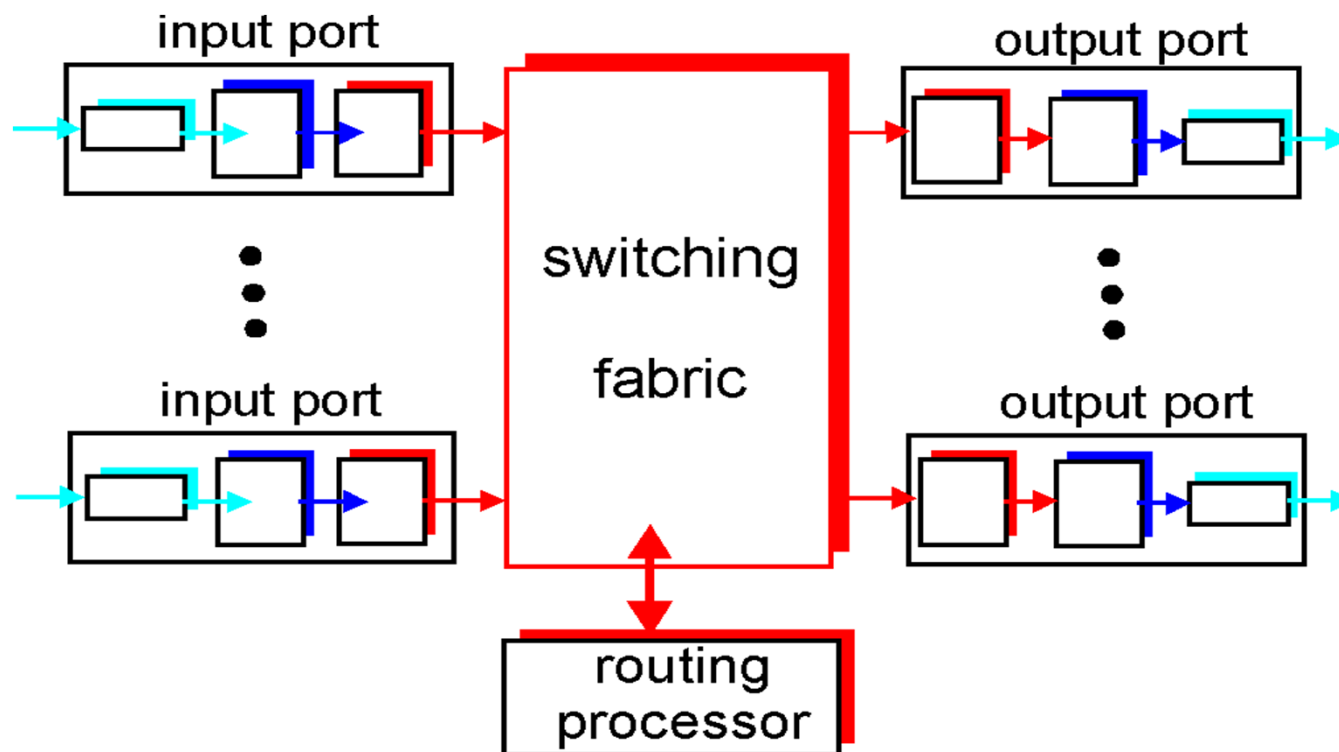 input port
output port
switching
fabric
input port
output port
routing
processor